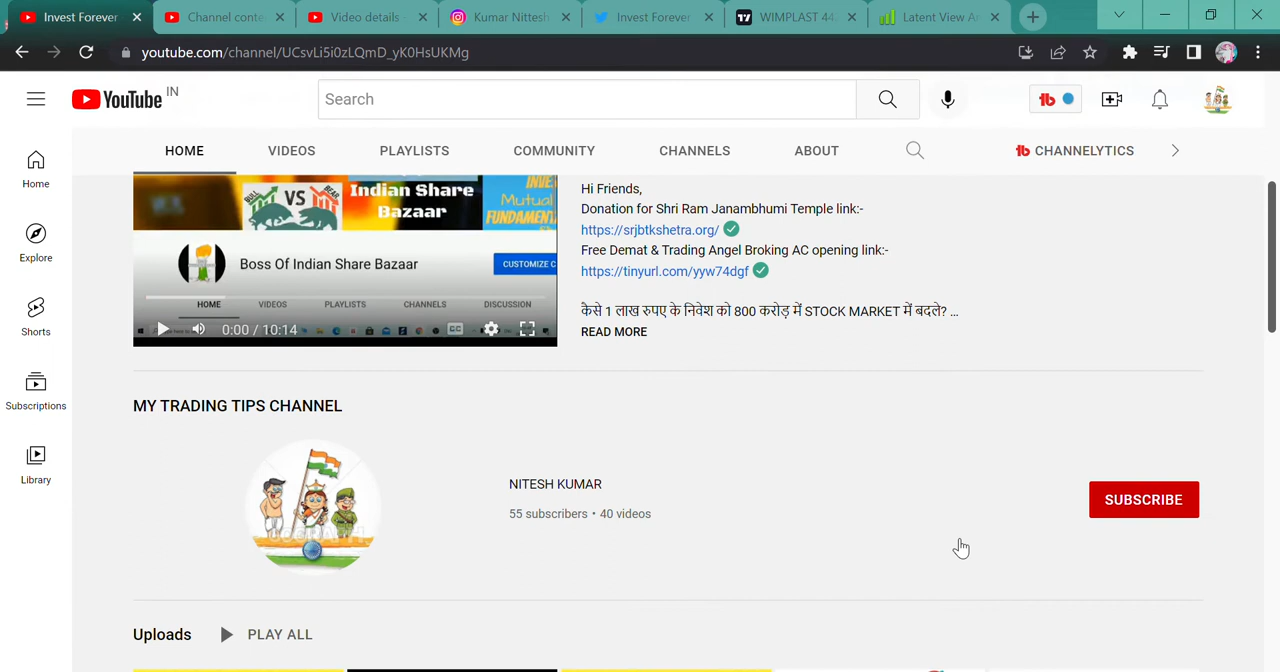 Invest Forever
Channel conte
Video details -
Kumar Nittesh
Invest Forever
WIMPLAST 44
Latent View A
youtube.com/channel/UCsvLi5i0zLQmD_yK0HsUKMg
YouTube IN
Search
HOME VIDEOS PLAYLISTS COMMUNITY CHANNELS ABOUT CHANNELYTICS
Home
Explore
Shorts
Subscriptions
Library
VS
Indian Share
Bazaar
Mutual
FUNDAMENT
Boss Of Indian Share Bazaar
CUSTOMIZE C
HOME VIDEOS PLAYLISTS CHANNELS DISCUSSION
0:00 / 10:14
Hi Friends,
Donation for Shri Ram Janambhumi Temple link:-
https://srjbtkshetra.org/
Free Demat & Trading Angel Broking AC opening link:-
https://tinyurl.com/yyw74dgf
कैसे 1 लाख रुपए के निवेश को 800 करोड़ में STOCK MARKET में बदले? ...
READ MORE
MY TRADING TIPS CHANNEL
NITESH KUMAR
55 subscribers • 40 videos
SUBSCRIBE
Uploads PLAY ALL